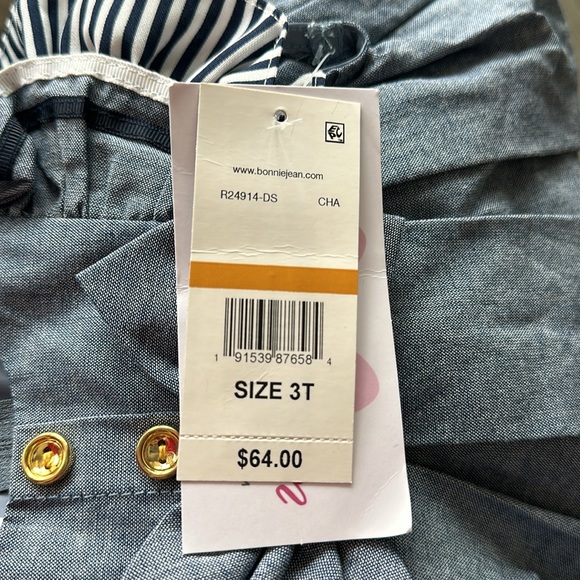 www.bonniejean.com
R24914-DS CHA
1 91539 87658 4
SIZE 3T
$64.00